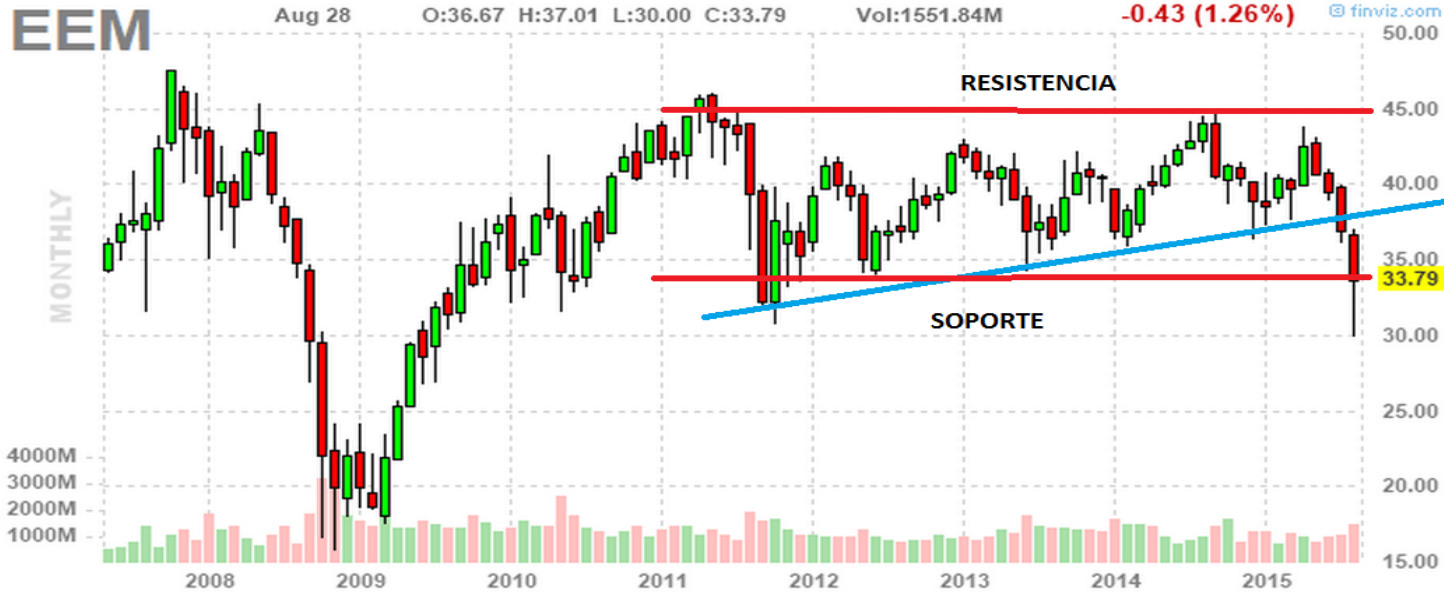 EEM
Aug 28 O:36.67 H:37.01 L:30.00 C:33.79 Vol:1551.84M -0.43 (1.26%) © finviz.com
50.00
RESISTENCIA
45.00
40.00
MONTHLY
35.00
33.79
SOPORTE
30.00
25.00
4000M
20.00
3000M
2000M
1000M
15.00
2008 2009 2010 2011 2012 2013 2014 2015